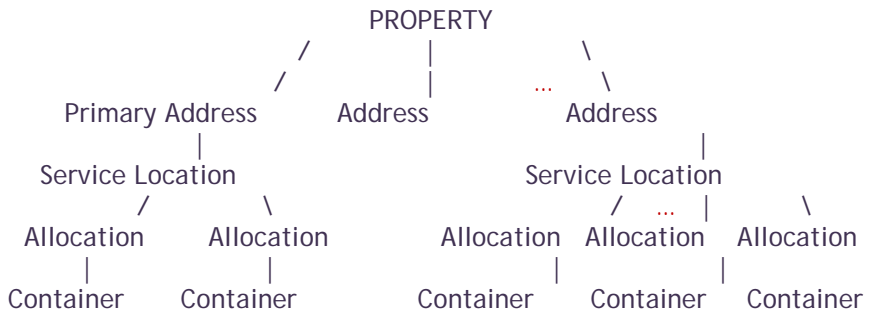 PROPERTY
/ | \
/ | ... \
Primary Address Address Address
| |
Service Location Service Location
/ \ / ... | \
Allocation Allocation Allocation Allocation Allocation
| | | |
Container Container Container Container Container